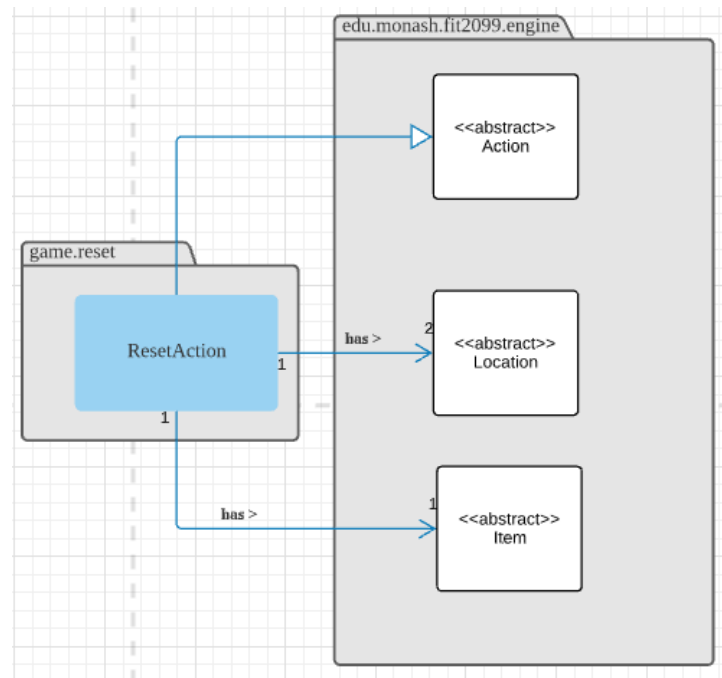 edu.monash.fit2099.engine
<<abstract>>
Action
game.reset
ResetAction
1
has >
2
<<abstract>>
Location
1
has >
1
<<abstract>>
Item